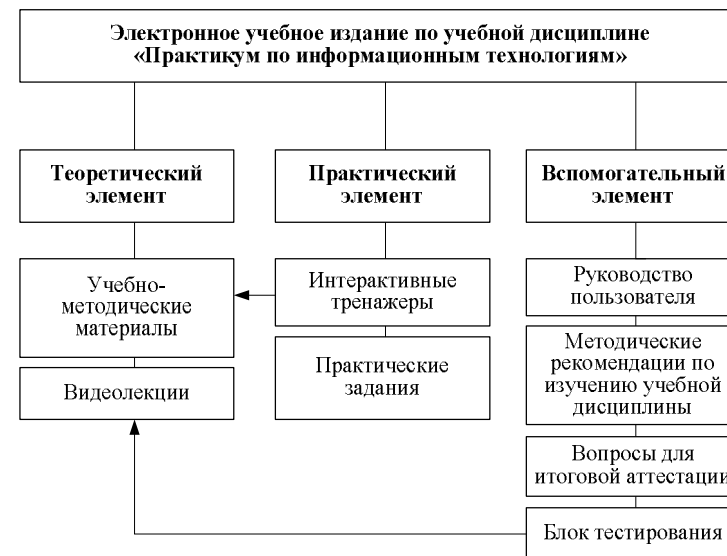 Электронное учебное издание по учебной дисциплине
«Практикум по информационным технологиям»
Теоретический
элемент
Практический
элемент
Вспомогательный
элемент
Учебно-
методические
материалы
Видеолекции
Интерактивные
тренажеры
Практические
задания
Руководство
пользователя
Методические
рекомендации по
изучению учебной
дисциплины
Вопросы для
итоговой аттестации
Блок тестирования